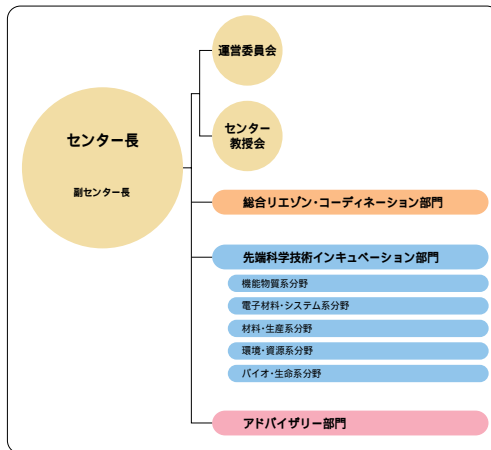 運営委員会
センター長
副センター長
センター
教授会
総合リエゾン・コーディネーション部門
先端科学技術インキュベーション部門
機能物質系分野
電子材料・システム系分野
材料・生産系分野
環境・資源系分野
バイオ・生命系分野
アドバイザリー部門